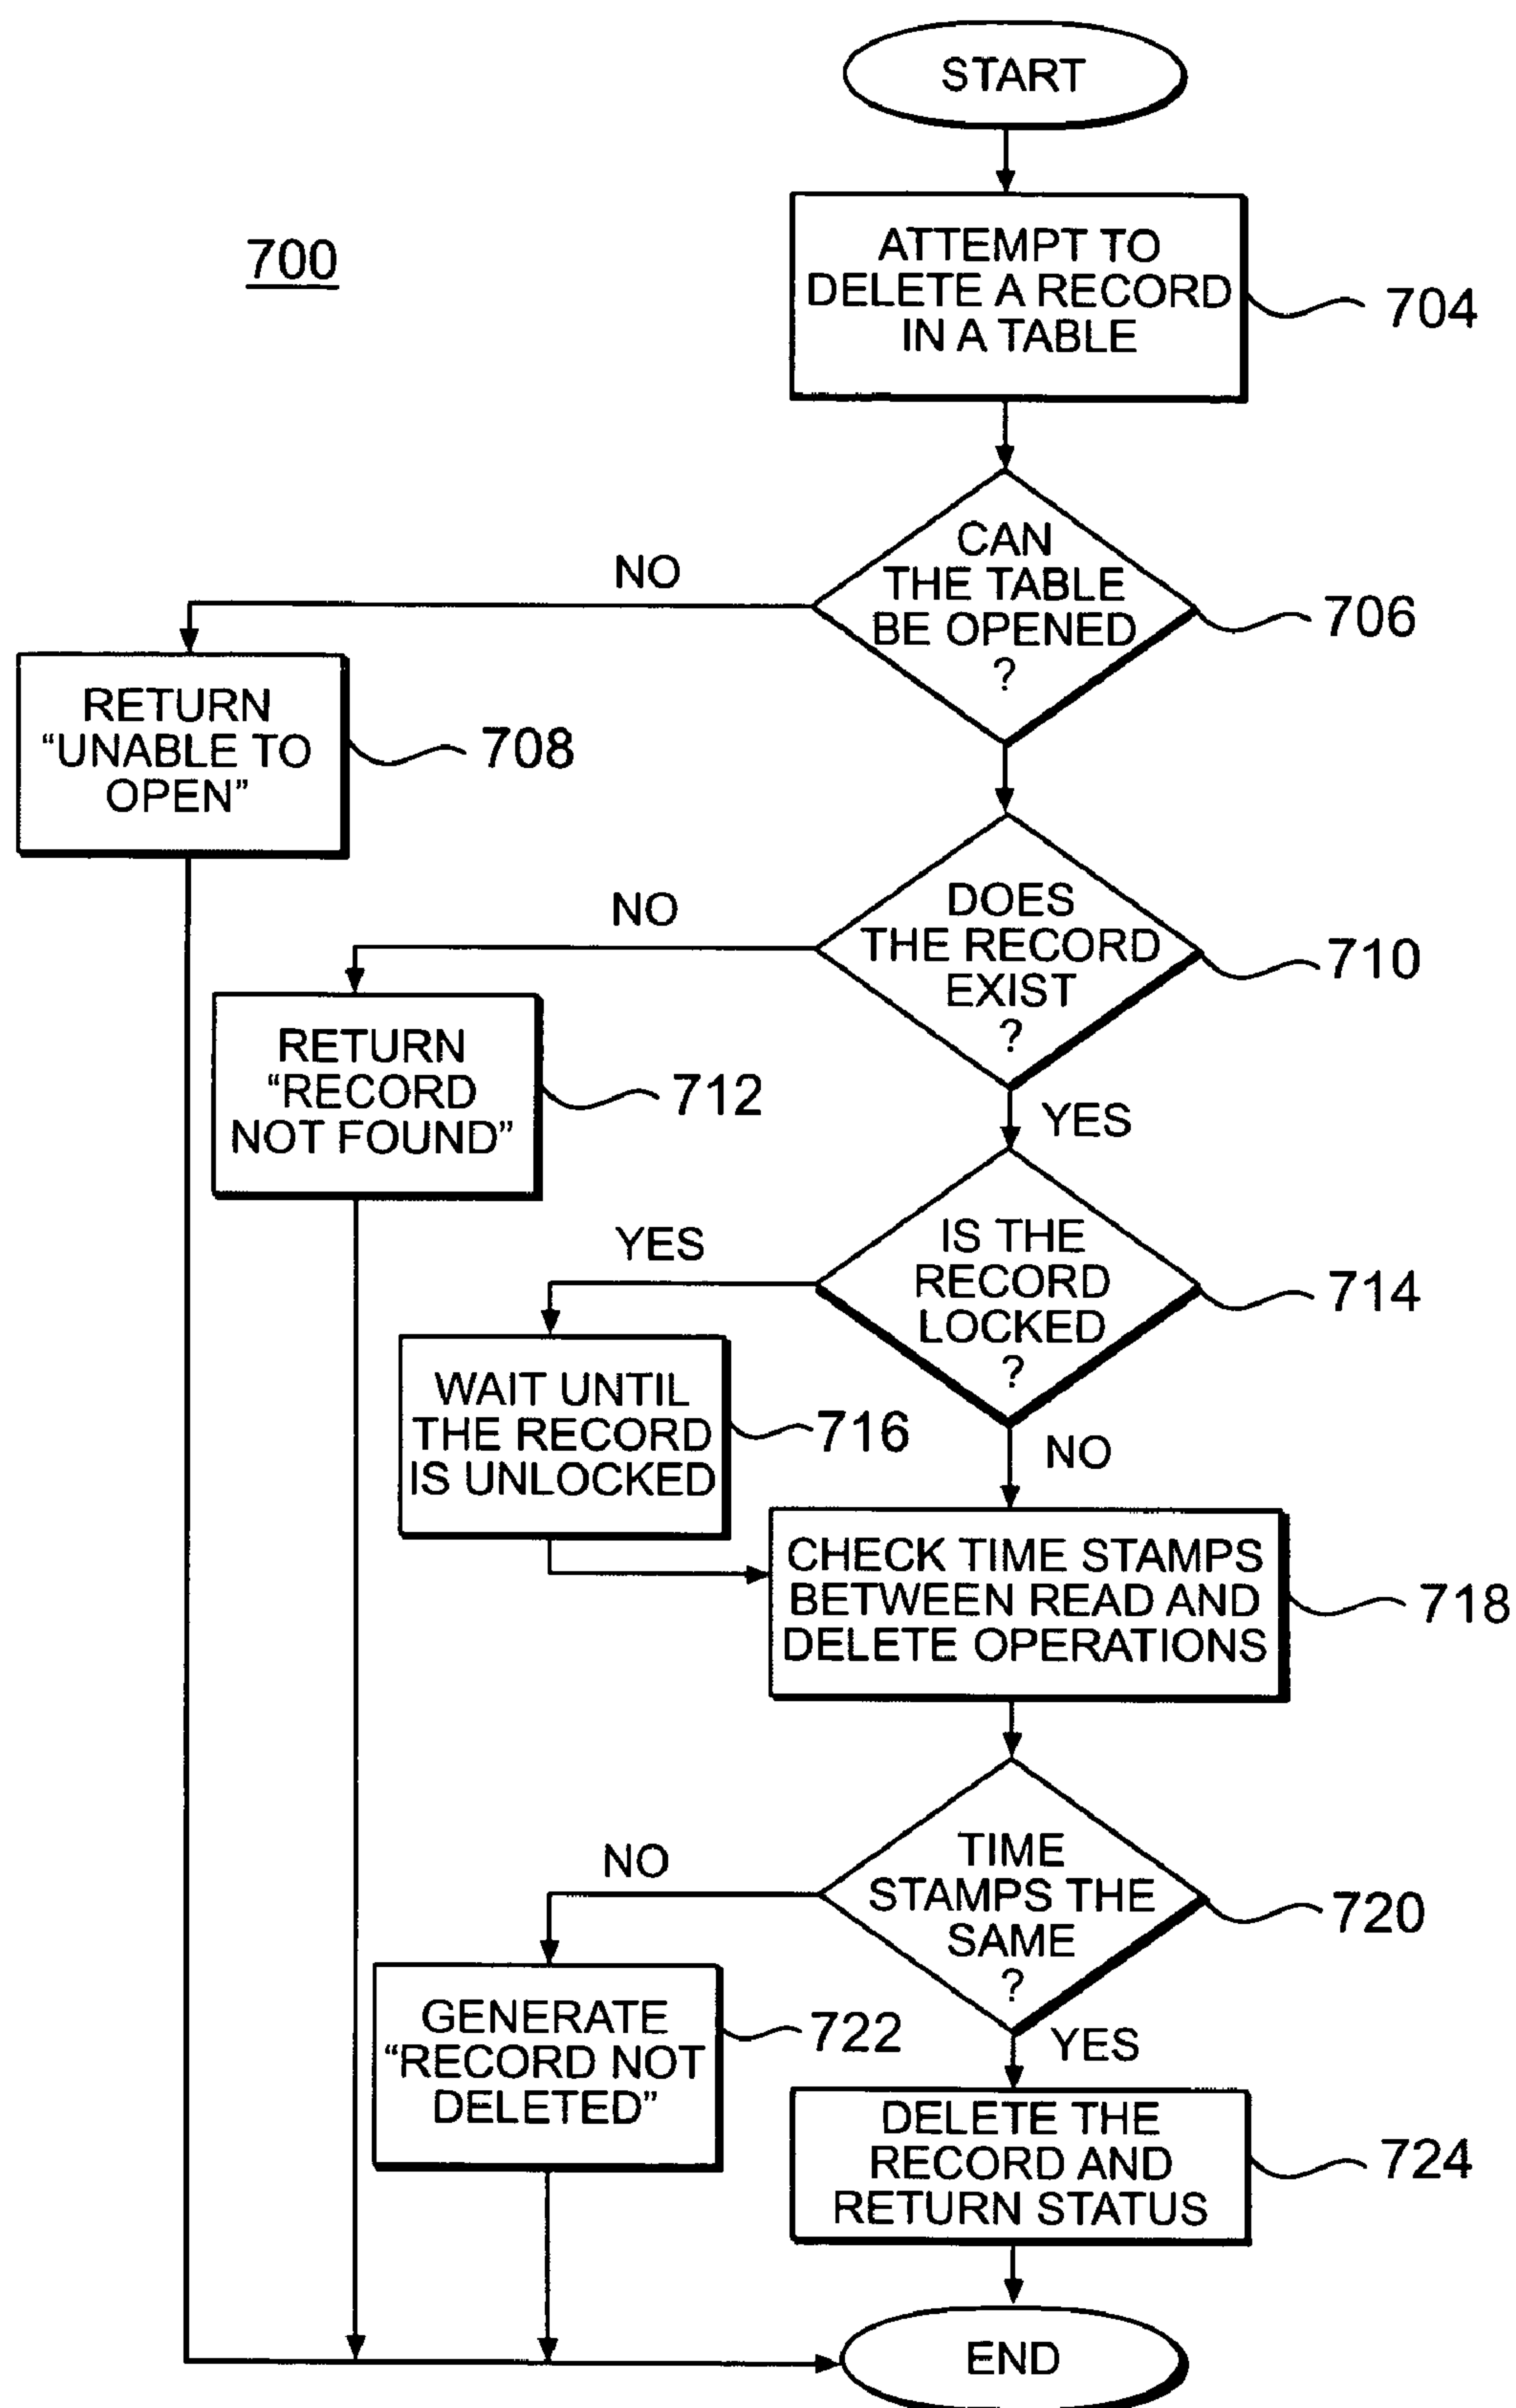 START
700
ATTEMPT TO
DELETE A RECORD
IN A TABLE
704
CAN
THE TABLE
BE OPENED
?
706
NO
RETURN
“UNABLE TO
OPEN”
708
DOES
THE RECORD
EXIST
?
710
NO
RETURN
“RECORD
NOT FOUND”
712
YES
IS THE
RECORD
LOCKED
?
714
YES
WAIT UNTIL
THE RECORD
IS UNLOCKED
716
NO
CHECK TIME STAMPS
BETWEEN READ AND
DELETE OPERATIONS
718
TIME
STAMPS THE
SAME
?
720
NO
GENERATE
“RECORD NOT
DELETED”
722
YES
DELETE THE
RECORD AND
RETURN STATUS
724
END